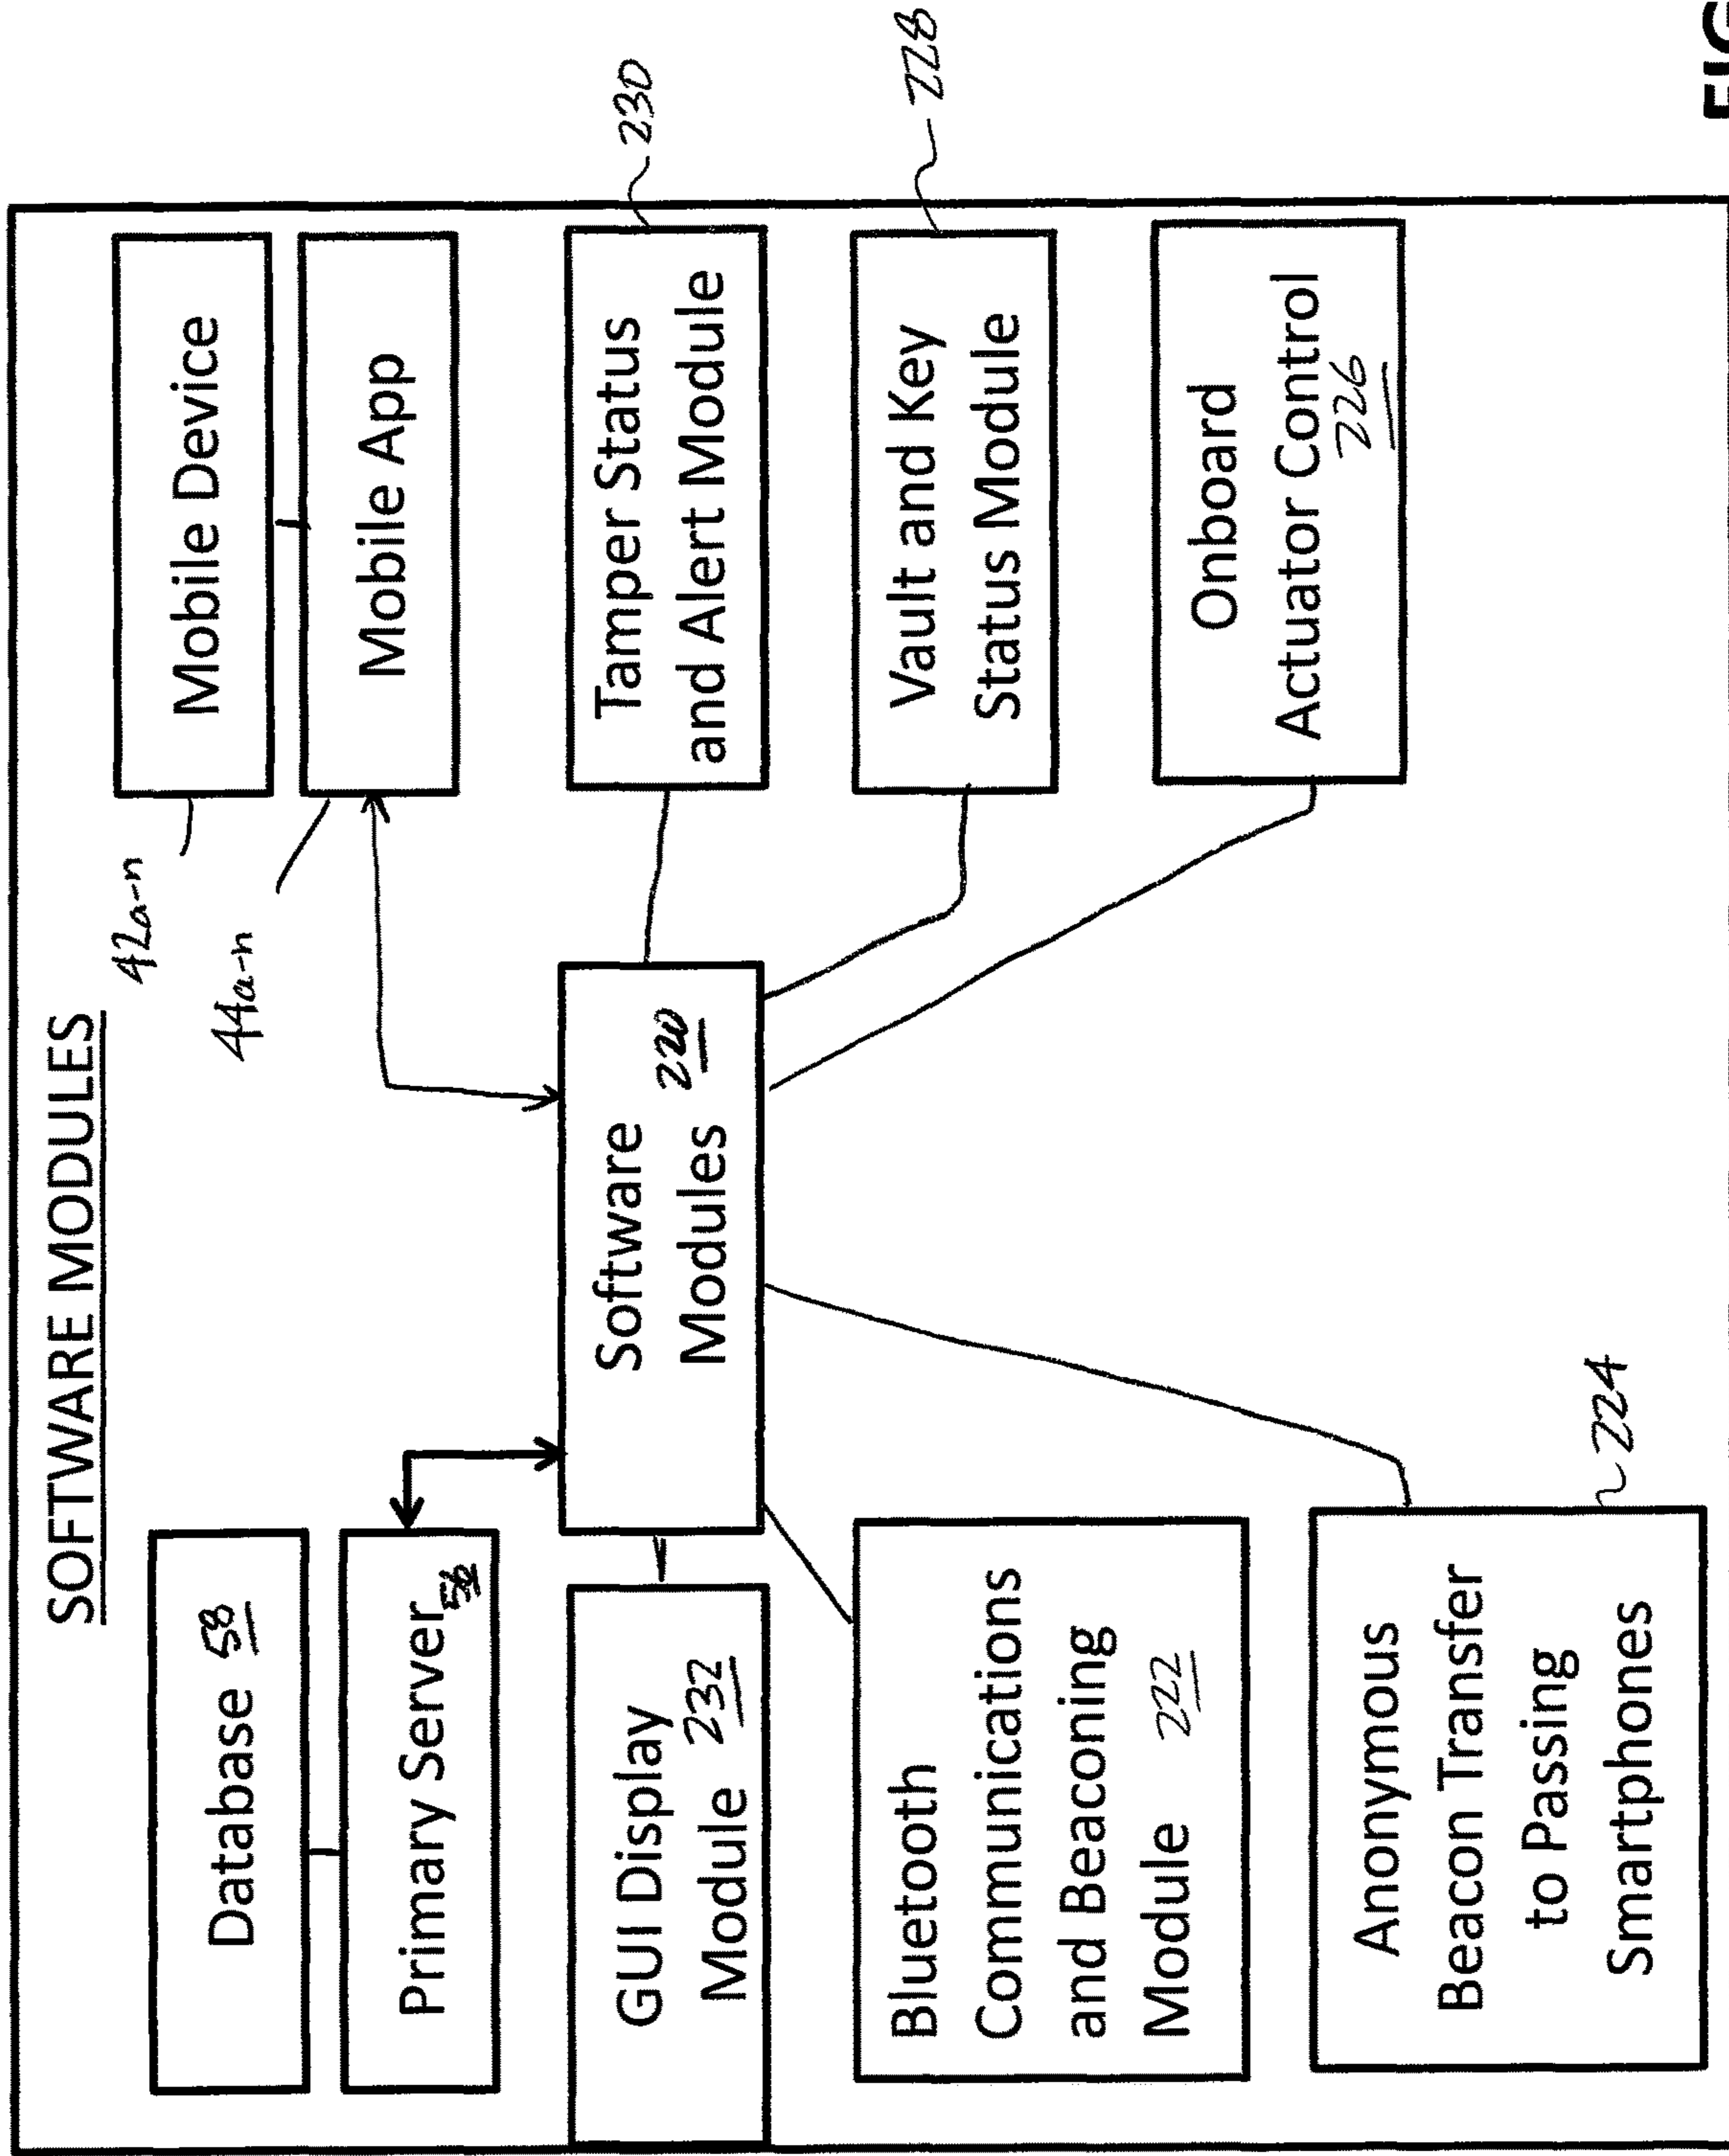 SOFTWARE MODULES
Database 58
Primary Server 56
GUI Display
Module 232
Bluetooth
Communications
and Beaconing
Module 222
Anonymous
Beacon Transfer
to Passing
Smartphones
224
Software
Modules 220
42a-n
44a-n
Mobile Device
Mobile App
Tamper Status
and Alert Module
230
Vault and Key
Status Module
228
Onboard
Actuator Control
226